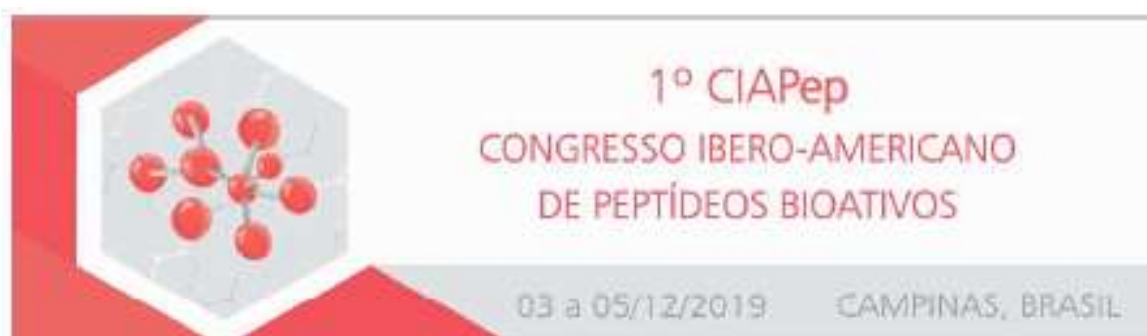 1º CIAPep
CONGRESSO IBERO-AMERICANO
DE PEPTÍDEOS BIOATIVOS
03 a 05/12/2019 CAMPINAS, BRASIL